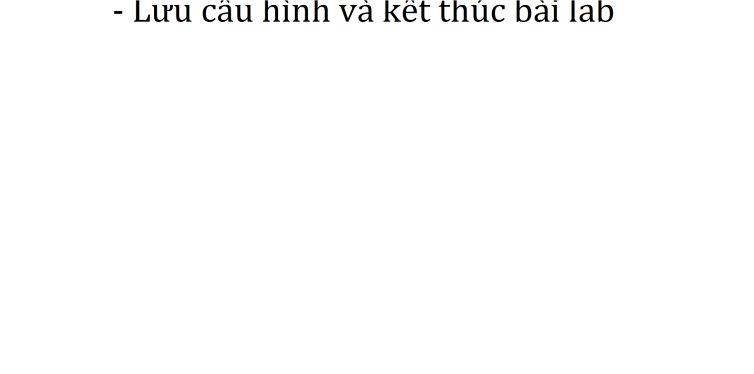 - Lưu cấu hình và kết thúc bài lab